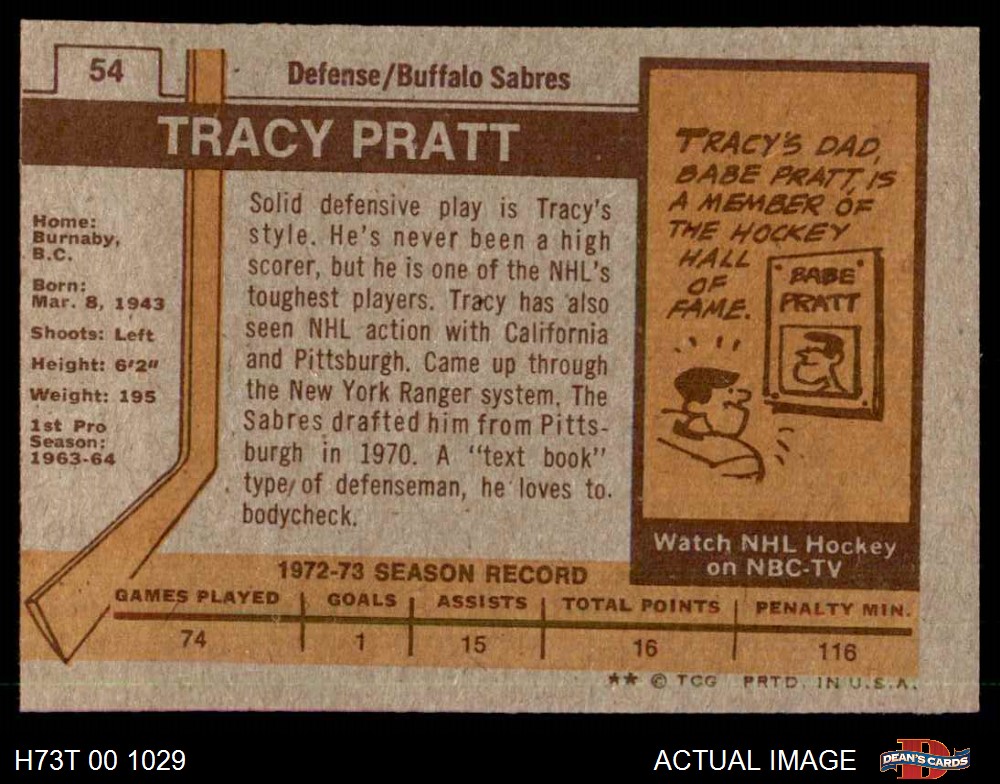 54
Defense/Buffalo Sabres
TRACY PRATT
Home:
Burnaby,
B.C.
Born:
Mar. 8, 1943
Shoots: Left
Height: 6'2"
Weight: 195
1st Pro
Season:
1963-64
Solid defensive play is Tracy's
style. He's never been a high
scorer, but he is one of the NHL's
toughest players. Tracy has also
seen NHL action with California
and Pittsburgh. Came up through
the New York Ranger system. The
Sabres drafted him from Pitts-
burgh in 1970. A "text book"
type of defenseman, he loves to
bodycheck.
TRACY'S DAD,
BABE PRATT, IS
A MEMBER OF
THE HOCKEY
HALL
OF
FAME.
BABE
PRATT
Watch NHL Hockey
on NBC-TV
1972-73 SEASON RECORD
GAMES PLAYED GOALS ASSISTS TOTAL POINTS PENALTY MIN.
74 1 15 16 116
** © TCG PRTD. IN U.S.A.
H73T 00 1029
ACTUAL IMAGE
DEAN'S CARDS